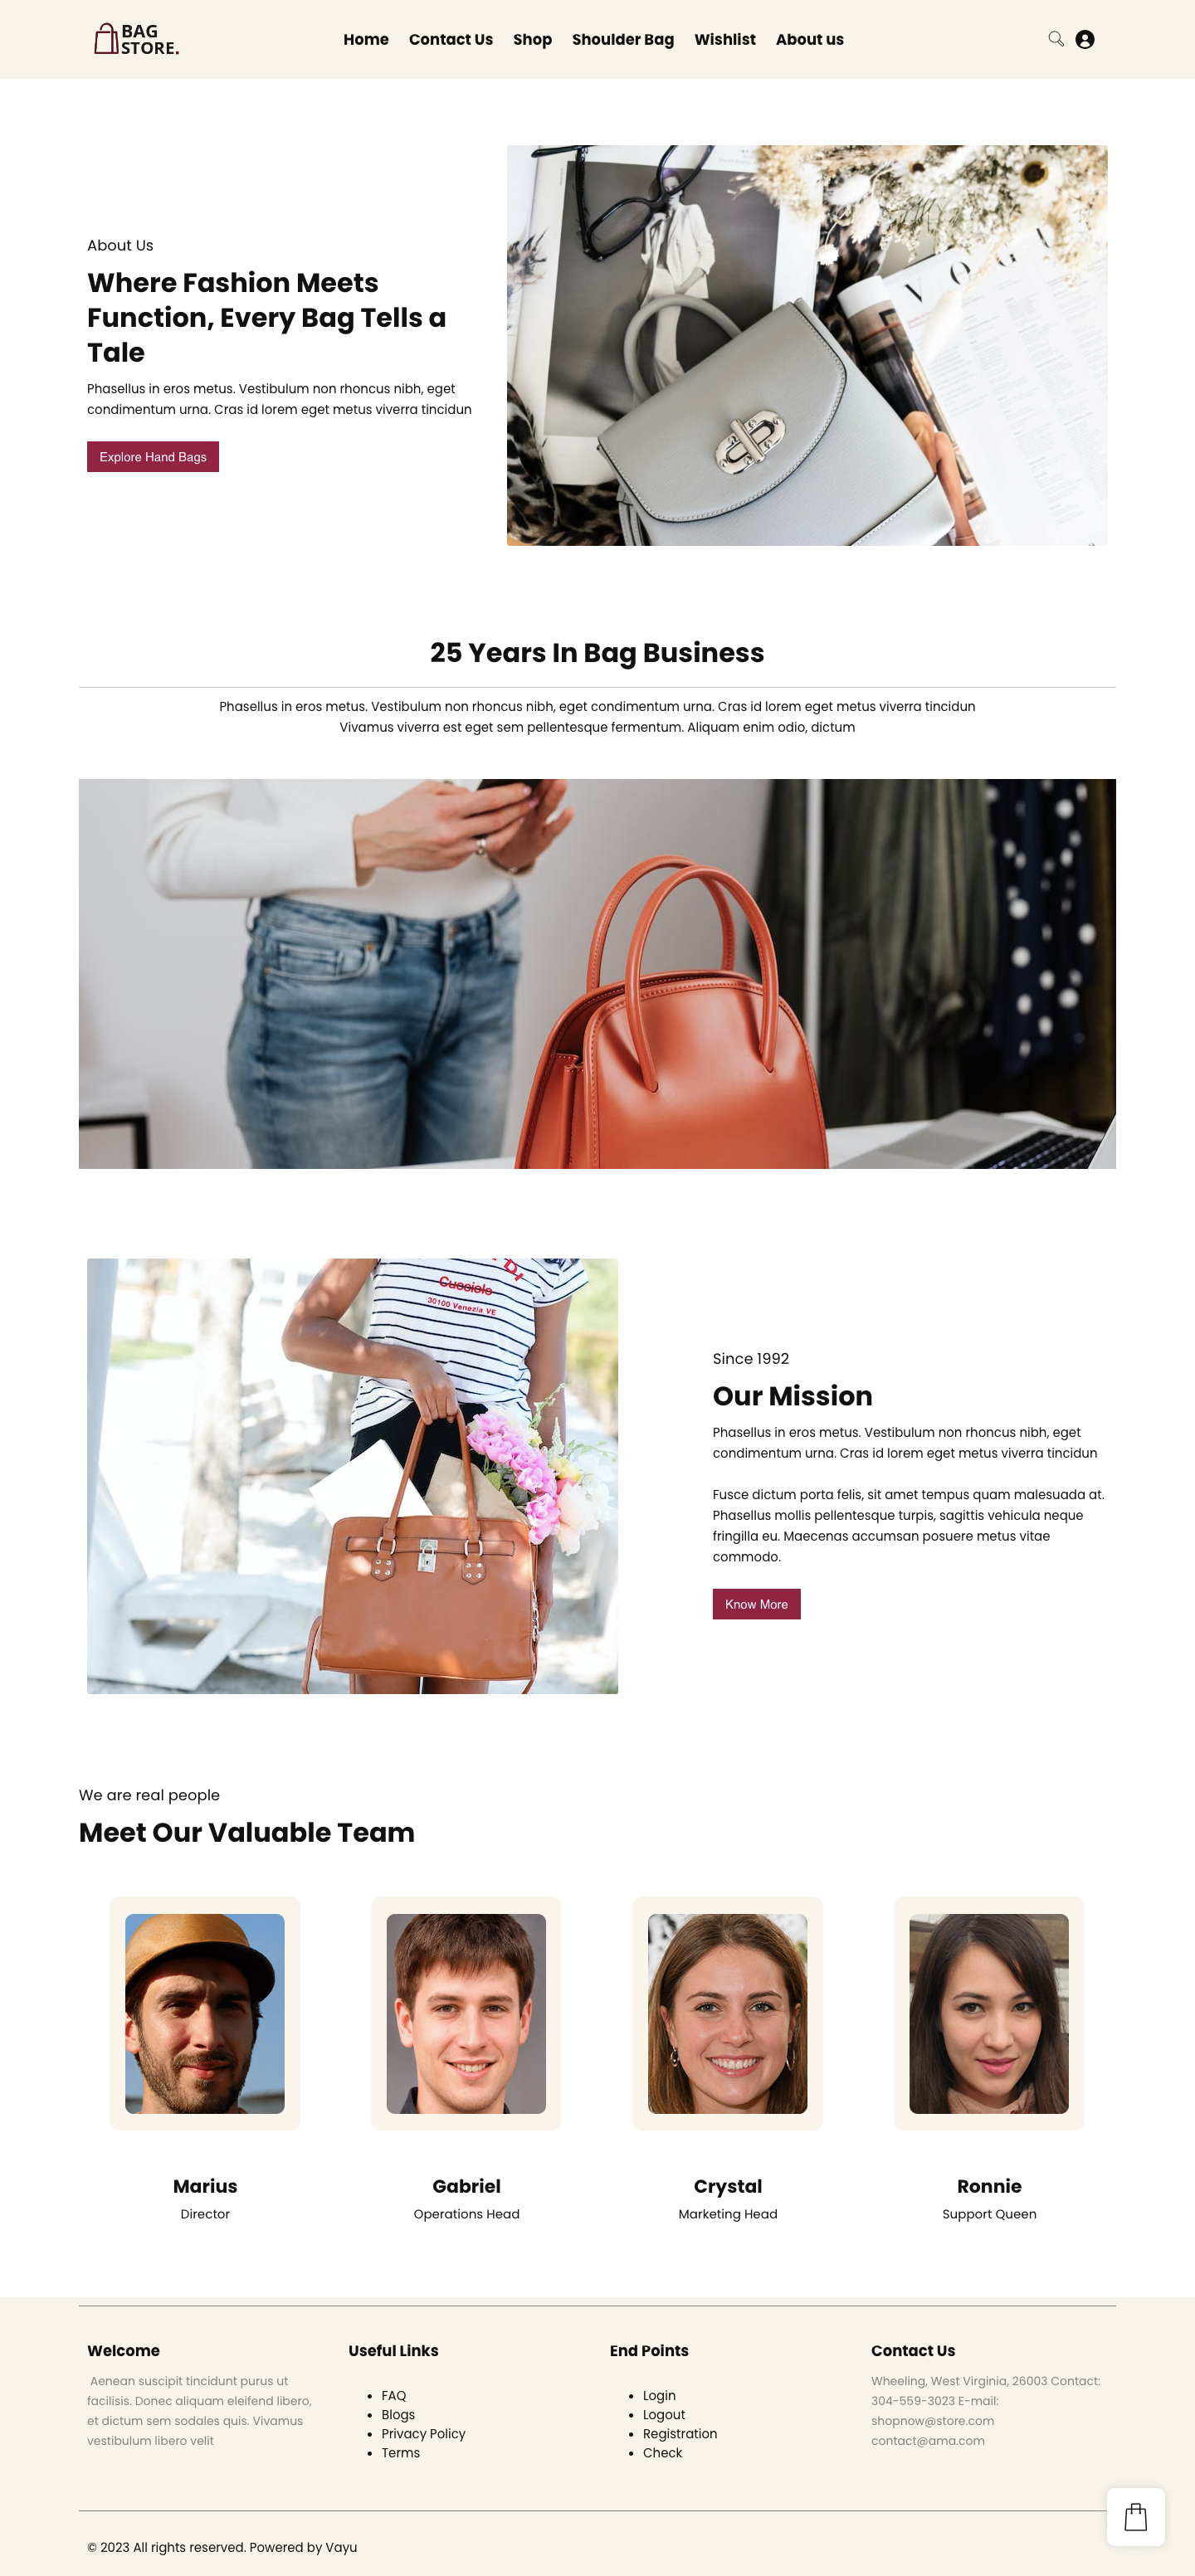 BAG
STORE.
Home Contact Us Shop Shoulder Bag Wishlist About us
About Us
Where Fashion Meets
Function, Every Bag Tells a
Tale
Phasellus in eros metus. Vestibulum non rhoncus nibh, eget
condimentum urna. Cras id lorem eget metus viverra tincidun
Explore Hand Bags
VOGU
25 Years In Bag Business
Phasellus in eros metus. Vestibulum non rhoncus nibh, eget condimentum urna. Cras id lorem eget metus viverra tincidun
Vivamus viverra est eget sem pellentesque fermentum. Aliquam enim odio, dictum
30100 Venezia VE
Since 1992
Our Mission
Phasellus in eros metus. Vestibulum non rhoncus nibh, eget
condimentum urna. Cras id lorem eget metus viverra tincidun
Fusce dictum porta felis, sit amet tempus quam malesuada at.
Phasellus mollis pellentesque turpis, sagittis vehicula neque
fringilla eu. Maecenas accumsan posuere metus vitae
commodo.
Know More
We are real people
Meet Our Valuable Team
Marius
Director
Gabriel
Operations Head
Crystal
Marketing Head
Ronnie
Support Queen
Welcome
Aenean suscipit tincidunt purus ut
facilisis. Donec aliquam eleifend libero,
et dictum sem sodales quis. Vivamus
vestibulum libero velit
Useful Links
FAQ
Blogs
Privacy Policy
Terms
End Points
Login
Logout
Registration
Check
Contact Us
Wheeling, West Virginia, 26003 Contact:
304-559-3023 E-mail:
shopnow@store.com
contact@ama.com
© 2023 All rights reserved. Powered by Vayu